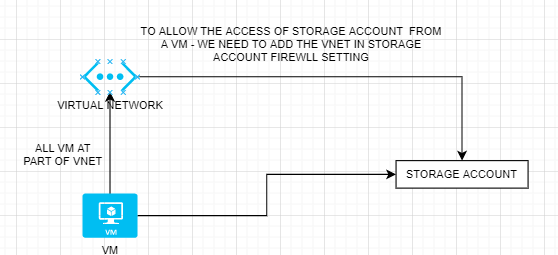 TO ALLOW THE ACCESS OF STORAGE ACCOUNT FROM
A VM - WE NEED TO ADD THE VNET IN STORAGE
ACCOUNT FIREWLL SETTING
VIRTUAL NETWORK
ALL VM AT
PART OF VNET
STORAGE ACCOUNT
VM
VM